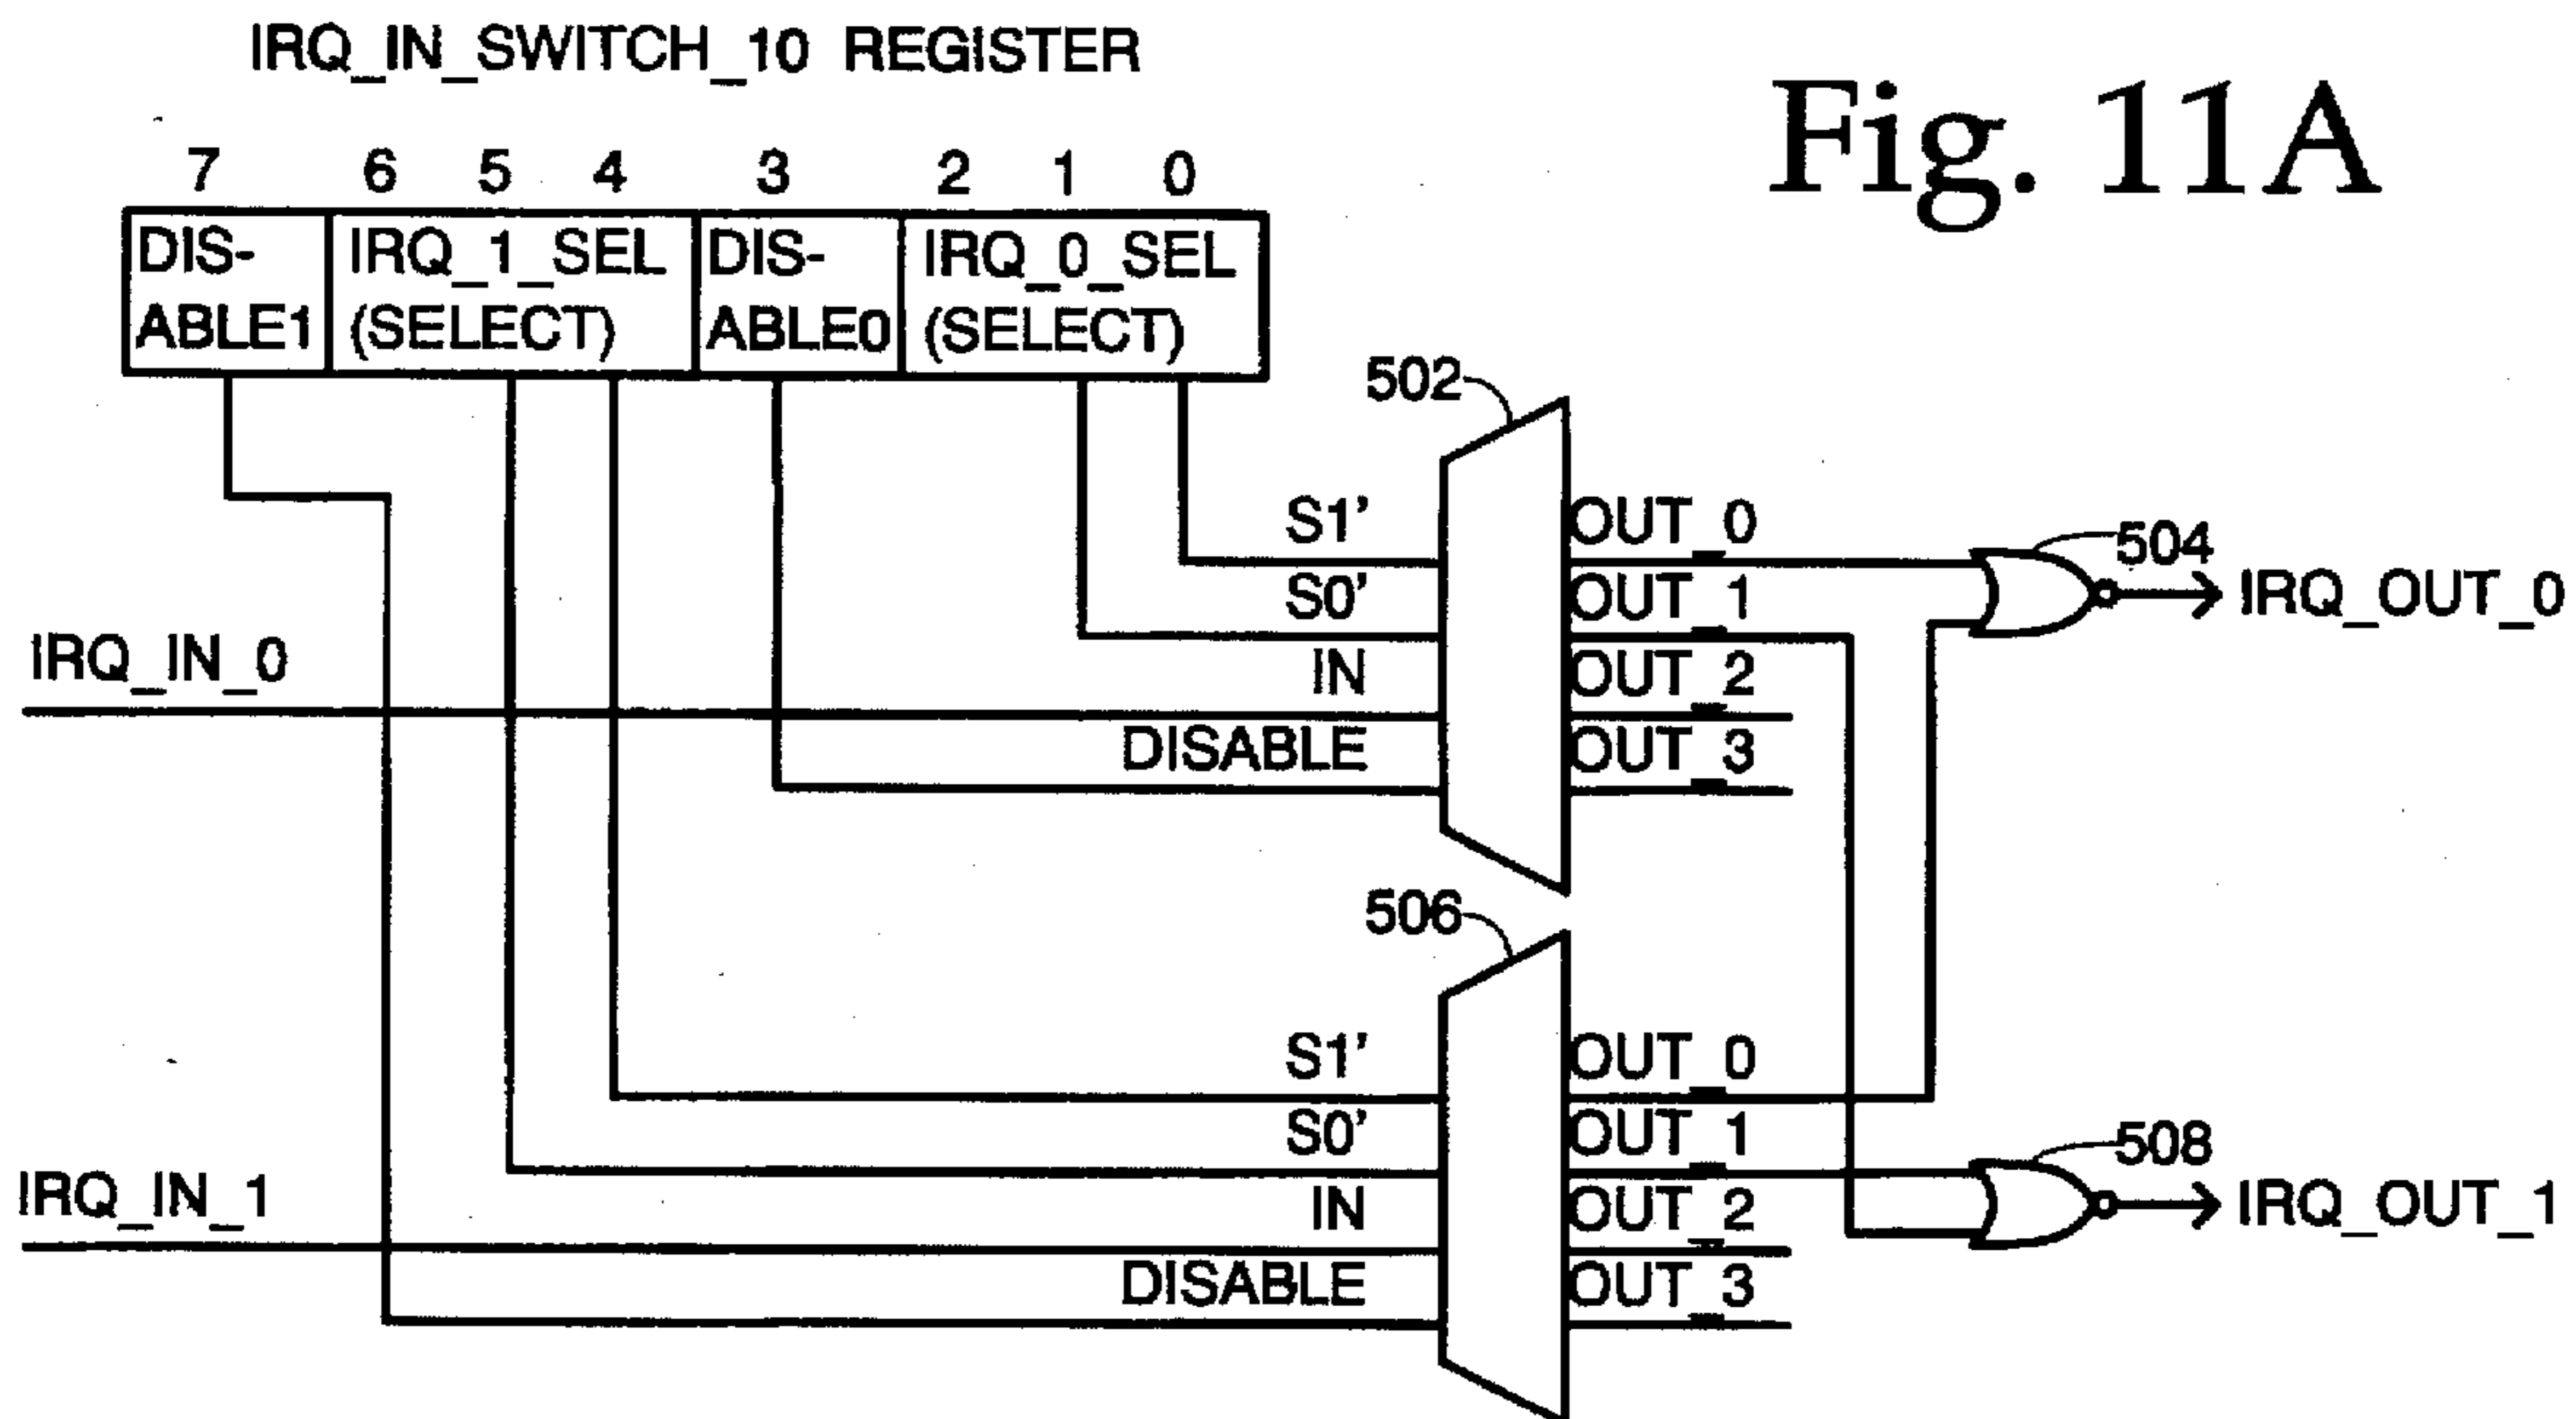 IRQ_IN_SWITCH_10 REGISTER
Fig. 11A
7 6 5 4 3 2 1 0
DIS-
ABLE1
IRQ_1_SEL
(SELECT)
DIS-
ABLE0
IRQ_0_SEL
(SELECT)
502
S1'
S0'
IN
DISABLE
OUT_0
OUT_1
OUT_2
OUT_3
504
IRQ_OUT_0
IRQ_IN_0
506
S1'
S0'
IN
DISABLE
OUT_0
OUT_1
OUT_2
OUT_3
508
IRQ_OUT_1
IRQ_IN_1